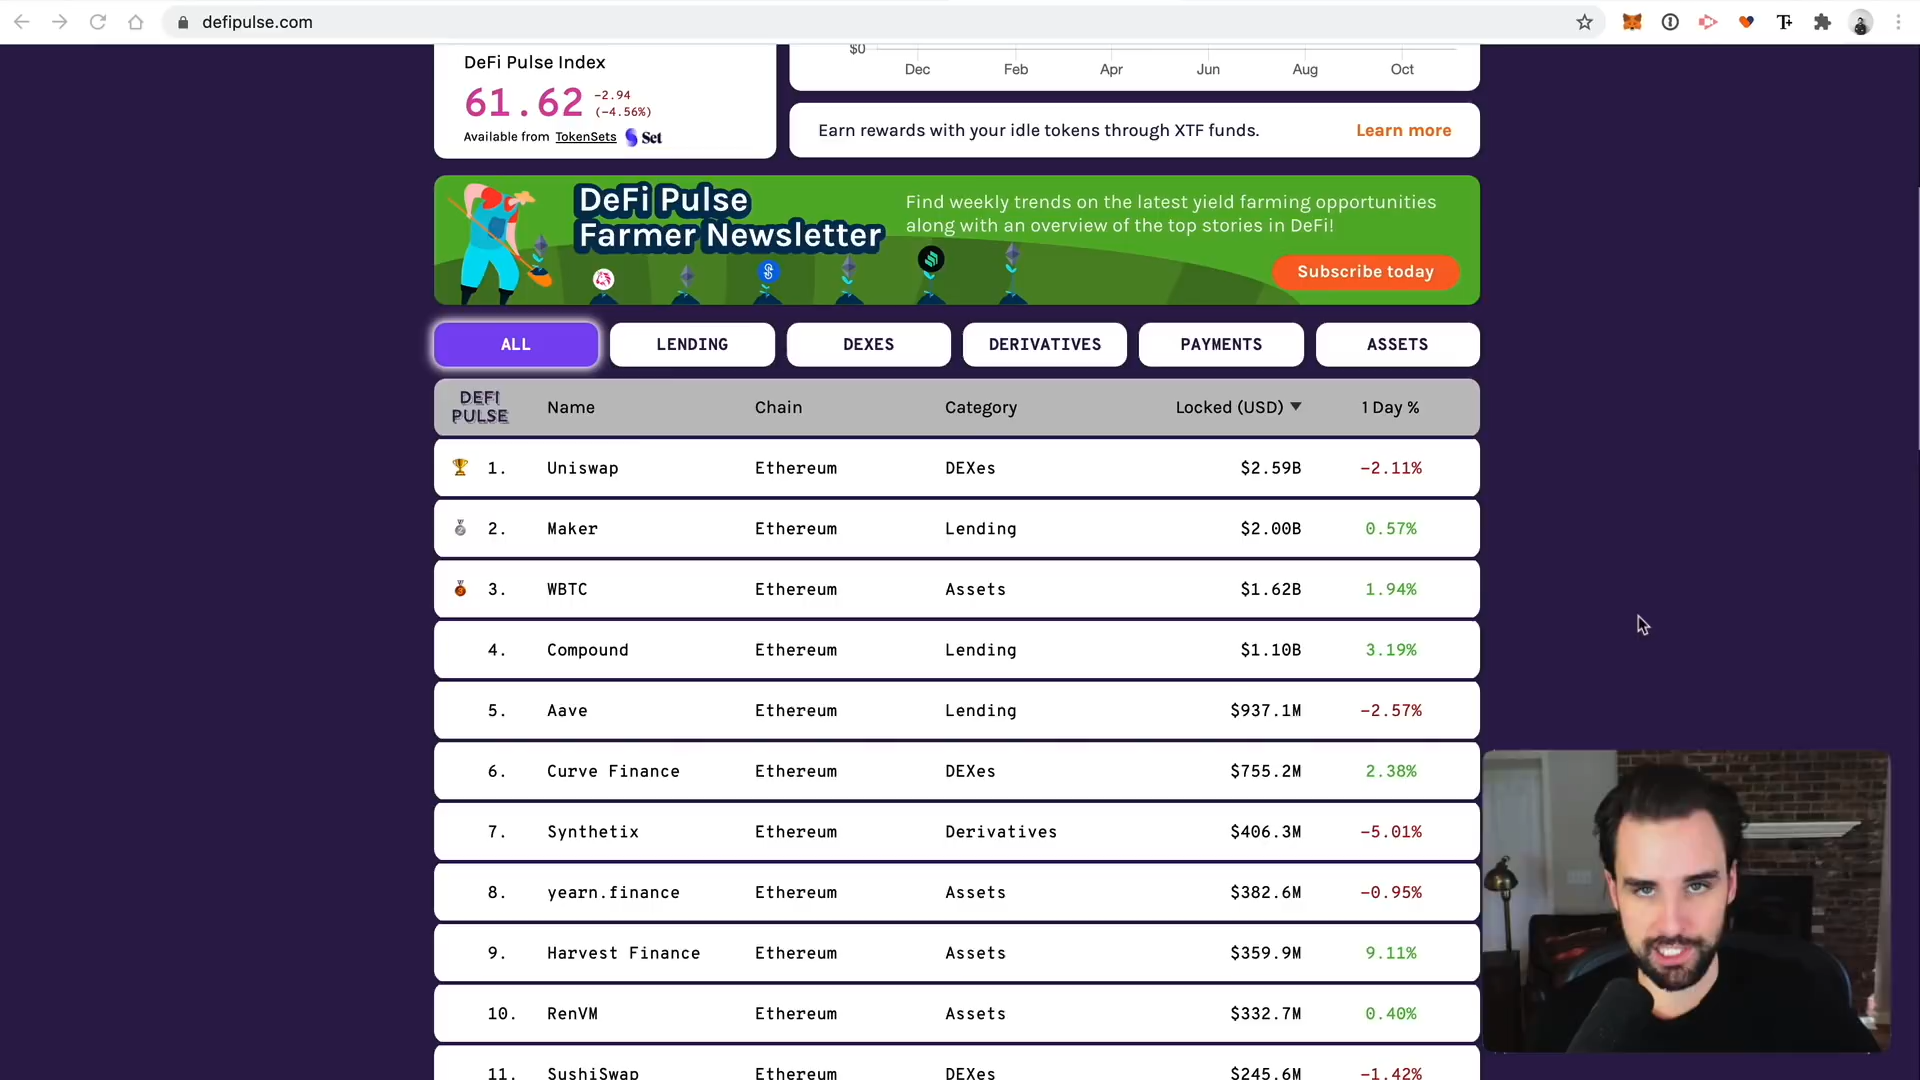 defipulse.com
DeFi Pulse Index
61.62
-2.94
(-4.56%)
Available from TokenSets Set
$0
Dec Feb Apr Jun Aug Oct
Earn rewards with your idle tokens through XTF funds. Learn more
DeFi Pulse
Farmer Newsletter
Find weekly trends on the latest yield farming opportunities
along with an overview of the top stories in DeFi!
Subscribe today
ALL LENDING DEXES DERIVATIVES PAYMENTS ASSETS
DEFI
PULSE
Name Chain Category Locked (USD) ▼ 1 Day %
1. Uniswap Ethereum DEXes $2.59B -2.11%
2. Maker Ethereum Lending $2.00B 0.57%
3. WBTC Ethereum Assets $1.62B 1.94%
4. Compound Ethereum Lending $1.10B 3.19%
5. Aave Ethereum Lending $937.1M -2.57%
6. Curve Finance Ethereum DEXes $755.2M 2.38%
7. Synthetix Ethereum Derivatives $406.3M -5.01%
8. yearn.finance Ethereum Assets $382.6M -0.95%
9. Harvest Finance Ethereum Assets $359.9M 9.11%
10. RenVM Ethereum Assets $332.7M 0.40%
11. SushiSwap Ethereum DEXes $245.6M -1.42%